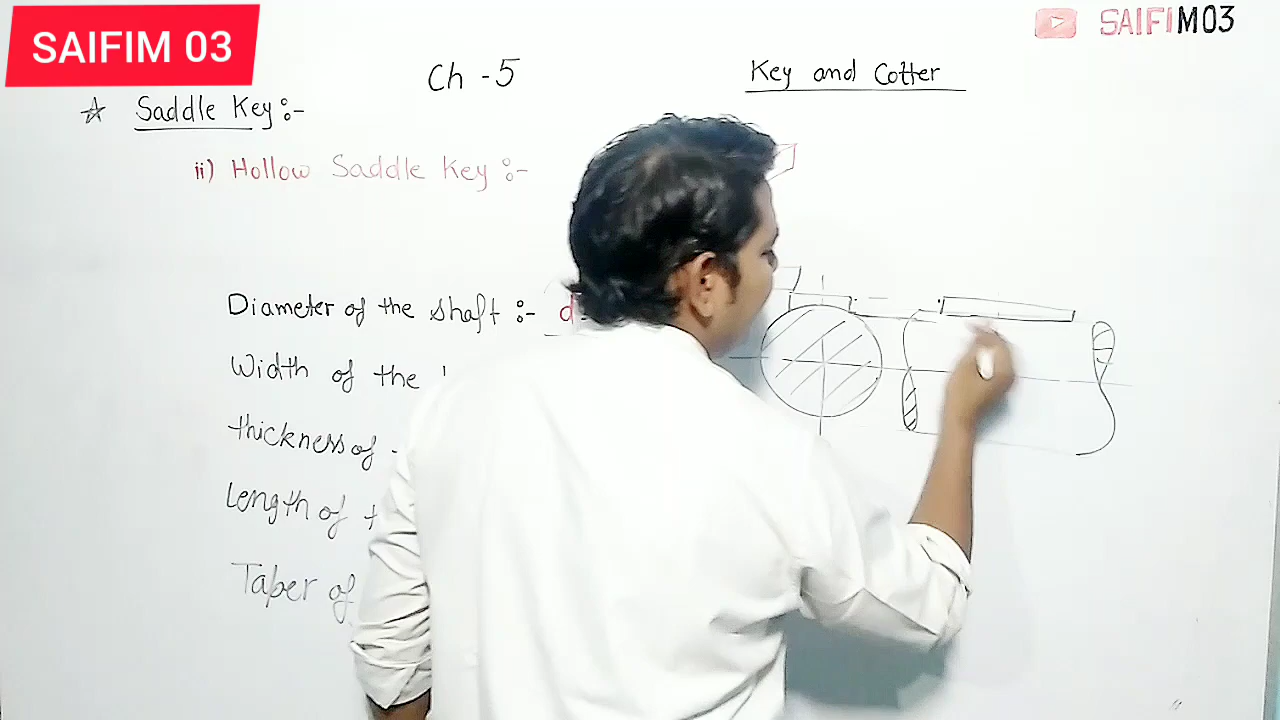 SAIFIM 03
SAIFIM03
Ch - 5
Key and Cotter
☆ Saddle Key :-
ii) Hollow Saddle Key :-
Diameter of the shaft :- d
Width of the
thickness of
Length of
Taper of